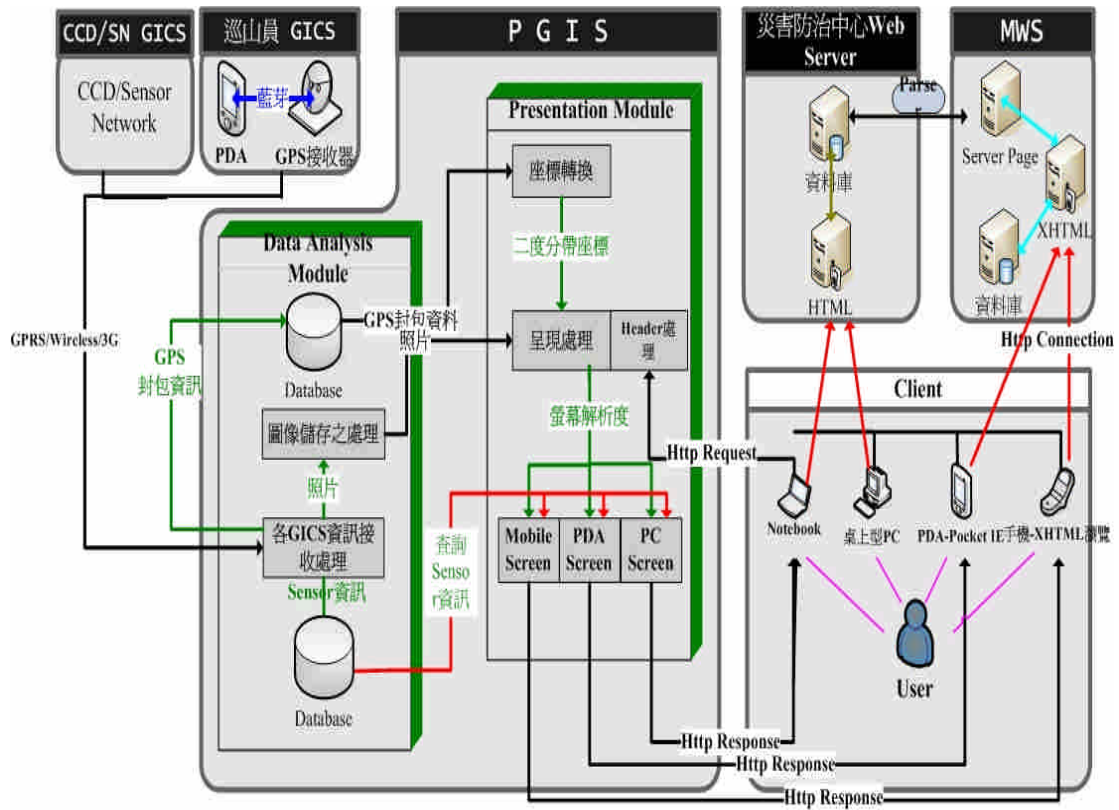 CCD/SN GICS
CCD/Sensor
Network
巡山員 GICS
藍芽
PDA
GPS接收器
P G I S
Presentation Module
座標轉換
二度分帶座標
呈現處理
Header處
理
螢幕解析度
Mobile
Screen
PDA
Screen
PC
Screen
Data Analysis
Module
Database
GPS封包資料
照片
GPS
封包資訊
圖像儲存之處理
照片
各GICS資訊接
收處理
Sensor資訊
Database
查詢
Senso
r資訊
GPRS/Wireless/3G
災害防治中心Web
Server
資料庫
HTML
Parse
MWS
Server Page
XHTML
資料庫
Http Connection
Client
Http Request
Notebook
桌上型PC
PDA-Pocket IE
手機-XHTML瀏覽
User
Http Response
Http Response
Http Response